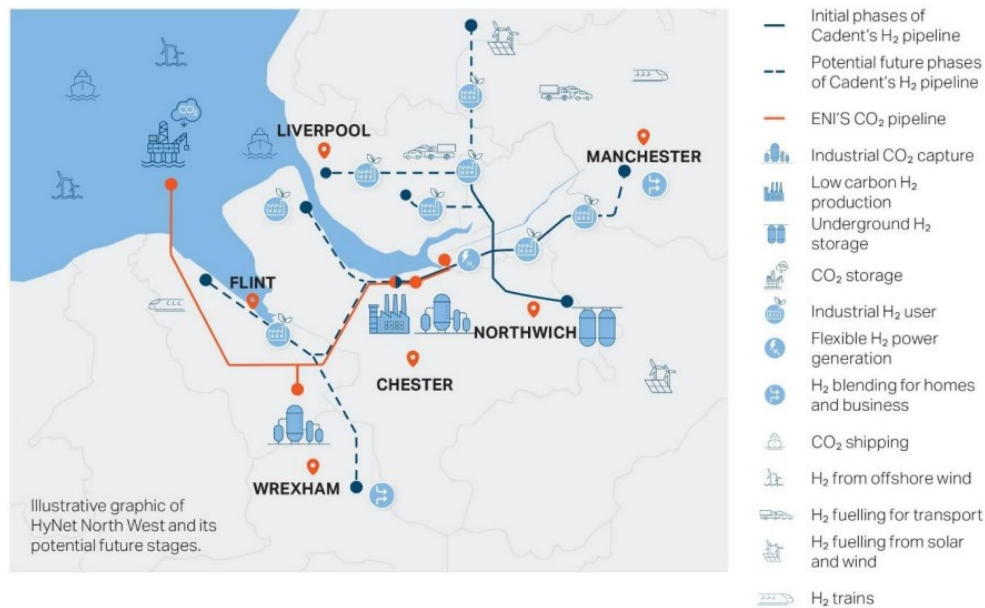 LIVERPOOL
MANCHESTER
FLINT
NORTHWICH
CHESTER
WREXHAM
CO₂
H₂
Illustrative graphic of
HyNet North West and its
potential future stages.
Initial phases of
Cadent's H₂ pipeline
Potential future phases
of Cadent's H₂ pipeline
ENI'S CO₂ pipeline
Industrial CO₂ capture
Low carbon H₂
production
Underground H₂
storage
CO₂ storage
Industrial H₂ user
Flexible H₂ power
generation
H₂ blending for homes
and business
CO₂ shipping
H₂ from offshore wind
H₂ fuelling for transport
H₂ fuelling from solar
and wind
H₂ trains